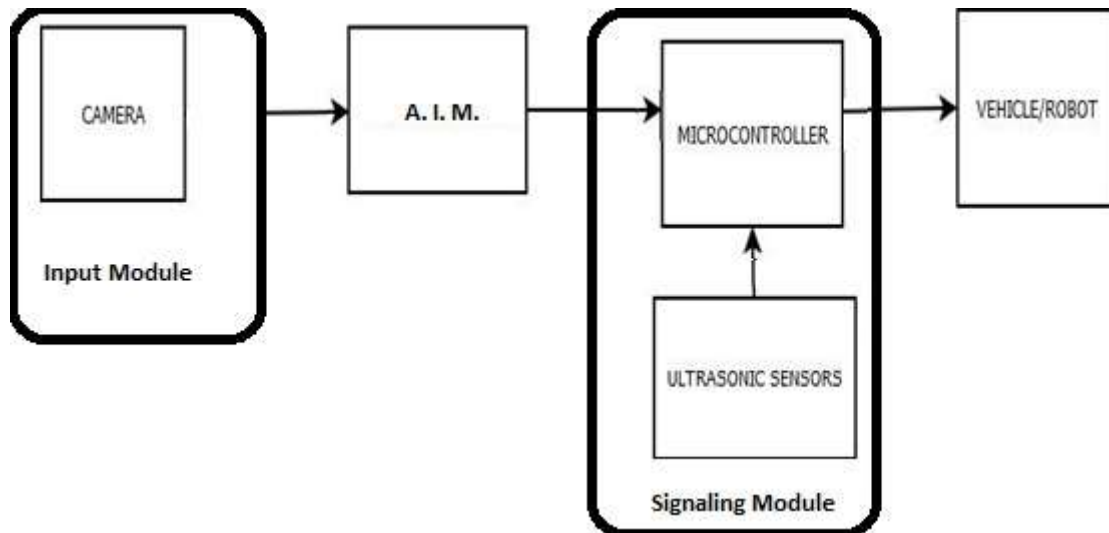 CAMERA
Input Module
A. I. M.
MICROCONTROLLER
ULTRASONIC SENSORS
Signaling Module
VEHICLE/ROBOT